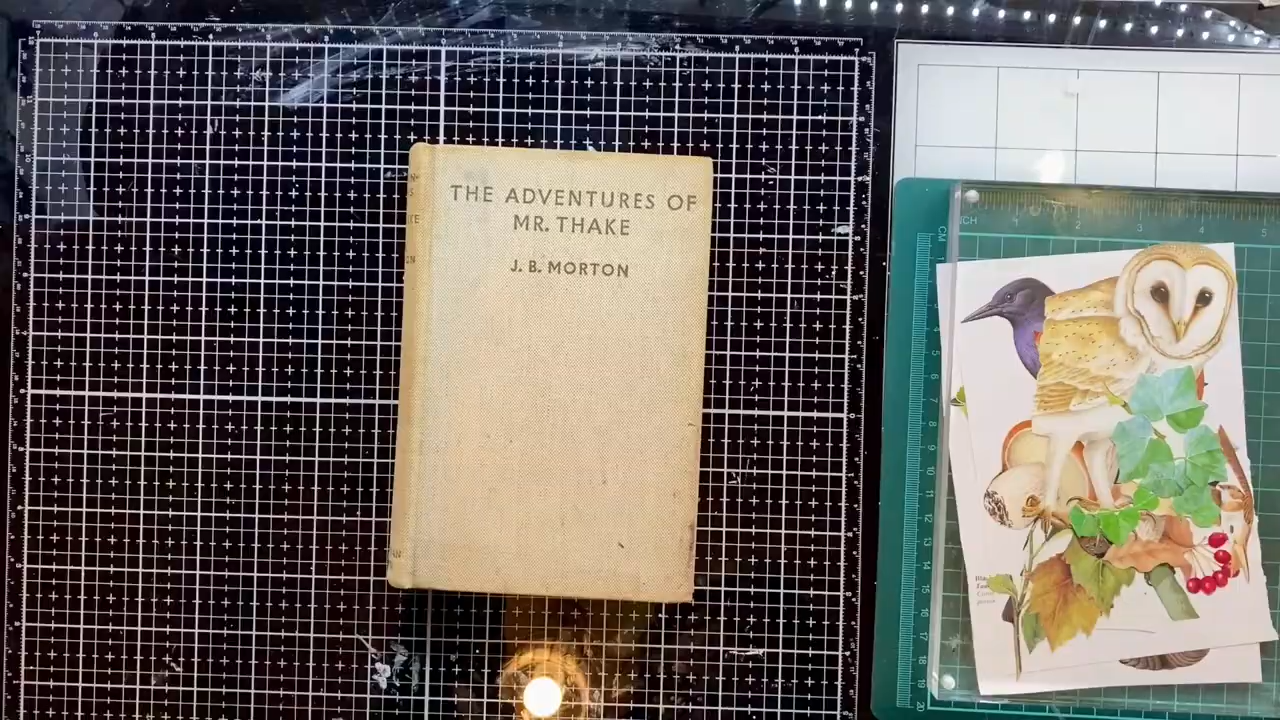 THE ADVENTURES OF
MR. THAKE
J. B. MORTON